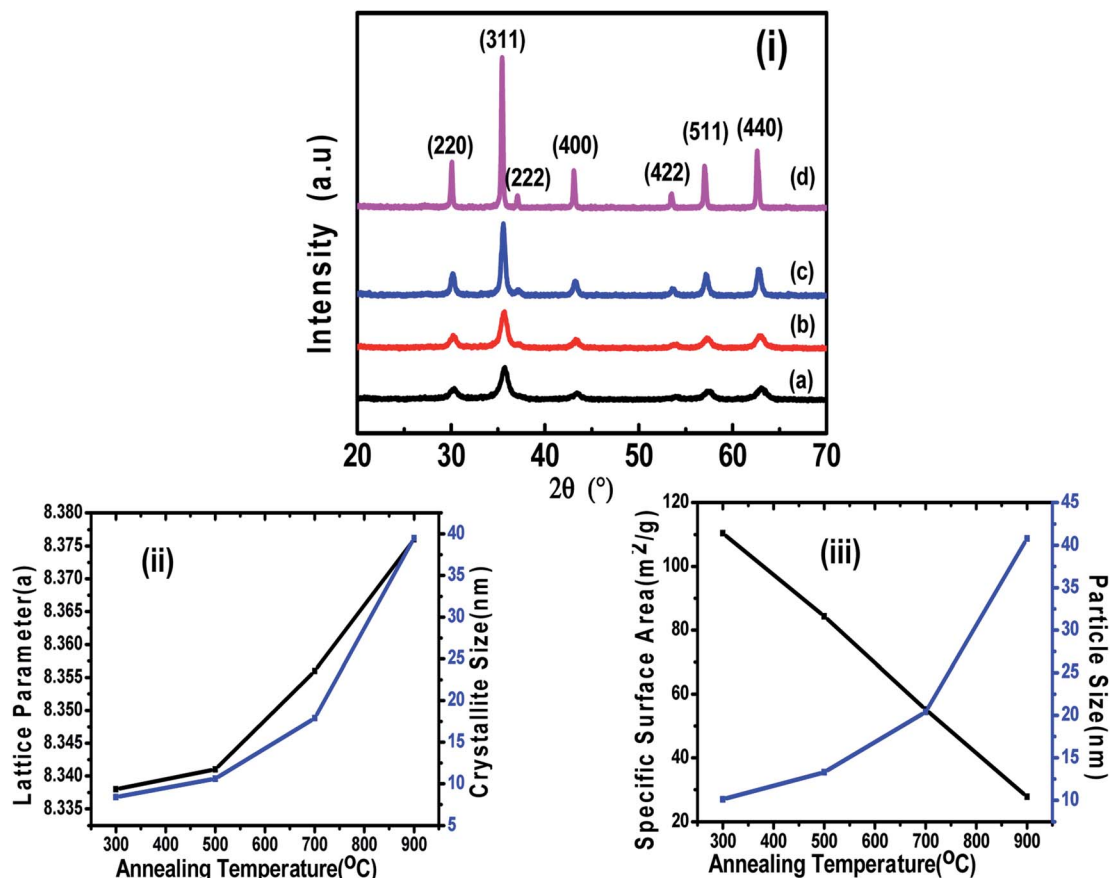 (i)
(311)
(220)
(222)
(400)
(422)
(511)
(440)
(d)
(c)
(b)
(a)
Intensity (a.u)
20 30 40 50 60 70
2θ (°)
(ii)
Lattice Parameter(a)
8.380
8.375
8.370
8.365
8.360
8.355
8.350
8.345
8.340
8.335
Crystallite Size(nm)
40
35
30
25
20
15
10
5
300 400 500 600 700 800 900
Annealing Temperature(⁰C)
(iii)
Specific Surface Area(m⁻²/g)
120
100
80
60
40
20
Particle Size(nm)
45
40
35
30
25
20
15
10
300 400 500 600 700 800 900
Annealing Temperature(⁰C)